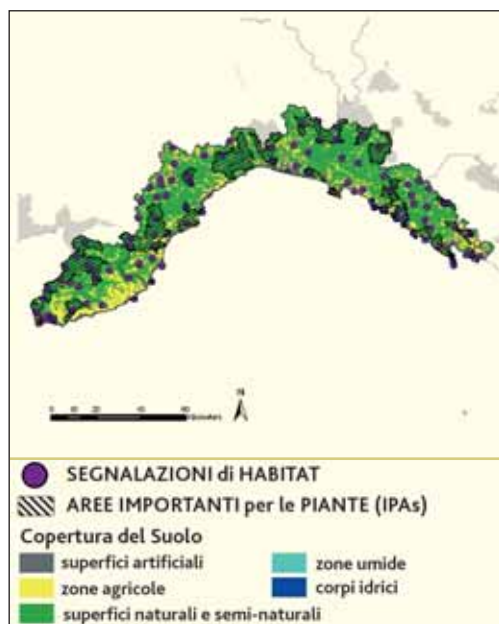 N
SEGNALAZIONI di HABITAT
AREE IMPORTANTI per le PIANTE (IPAs)
Copertura del Suolo
superfici artificiali
zone umide
zone agricole
corpi idrici
superfici naturali e semi-naturali